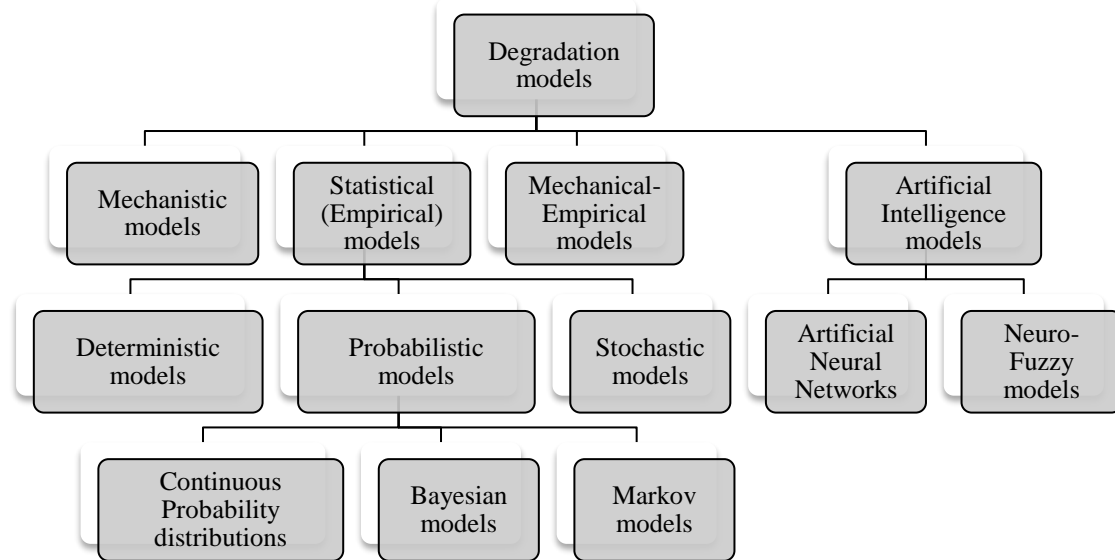 Degradation
models
Mechanistic
models
Statistical
(Empirical)
models
Mechanical-
Empirical
models
Artificial
Intelligence
models
Deterministic
models
Probabilistic
models
Stochastic
models
Artificial
Neural
Networks
Neuro-
Fuzzy
models
Continuous
Probability
distributions
Bayesian
models
Markov
models